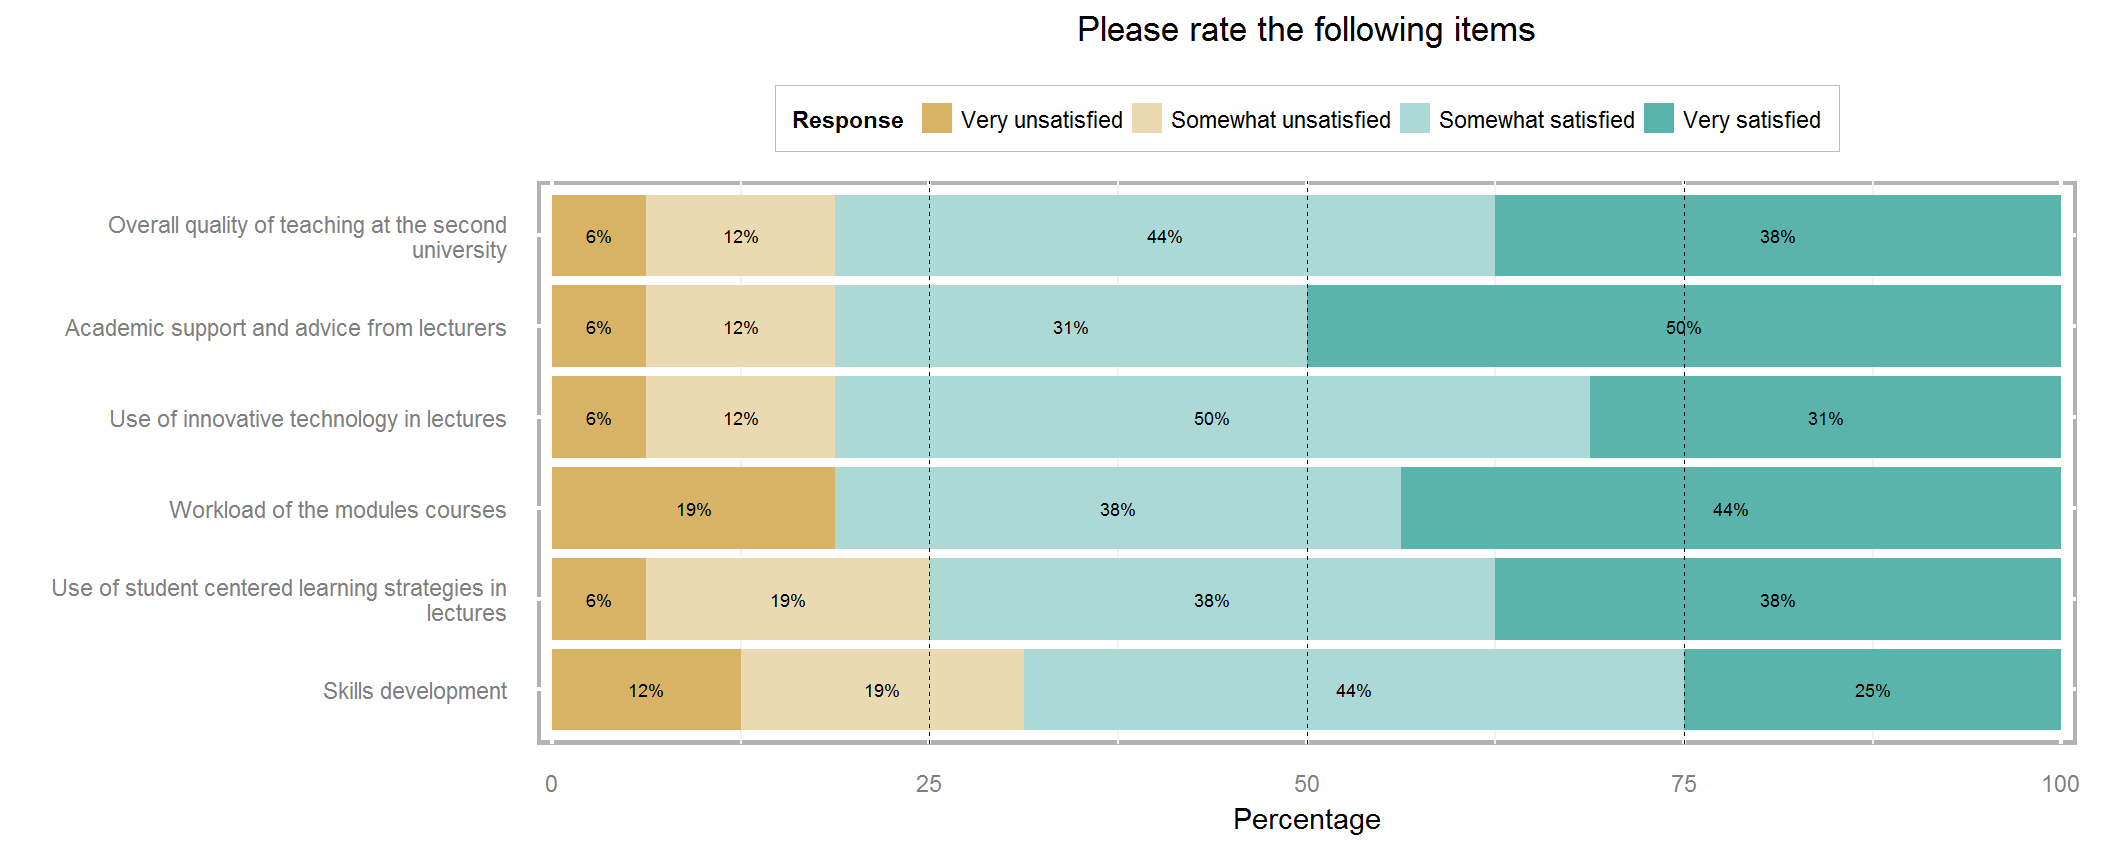 Please rate the following items
Response Very unsatisfied Somewhat unsatisfied Somewhat satisfied Very satisfied
Overall quality of teaching at the second
university
6% 12% 44% 38%
Academic support and advice from lecturers
6% 12% 31% 50%
Use of innovative technology in lectures
6% 12% 50% 31%
Workload of the modules courses
19% 38% 44%
Use of student centered learning strategies in
lectures
6% 19% 38% 38%
Skills development
12% 19% 44% 25%
0 25 50 75 100
Percentage